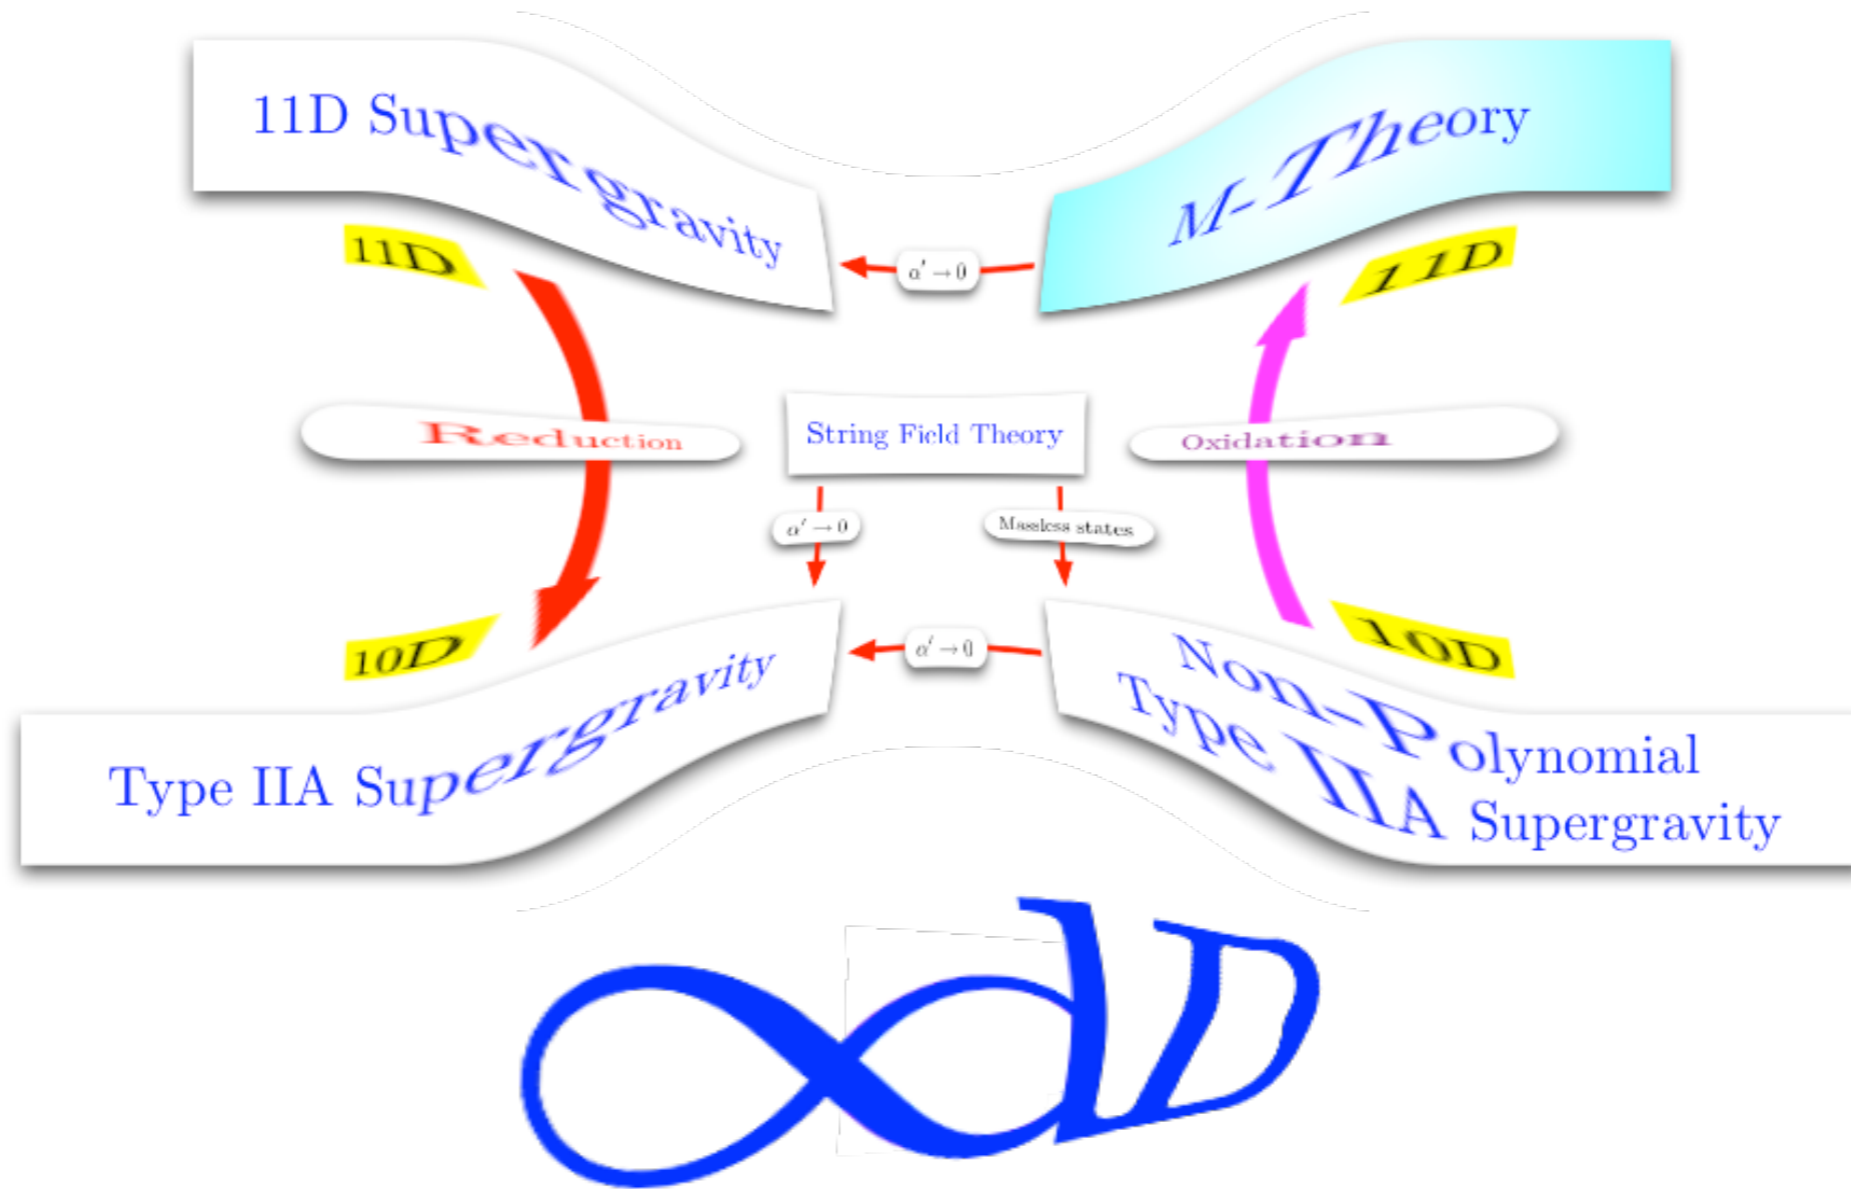 11D Supergravity
M-Theory
11D
11D
α′ → 0
Reduction
String Field Theory
Oxidation
α′ → 0
Massless states
10D
10D
α′ → 0
Type IIA Supergravity
Non-Polynomial
Type IIA Supergravity
∞D